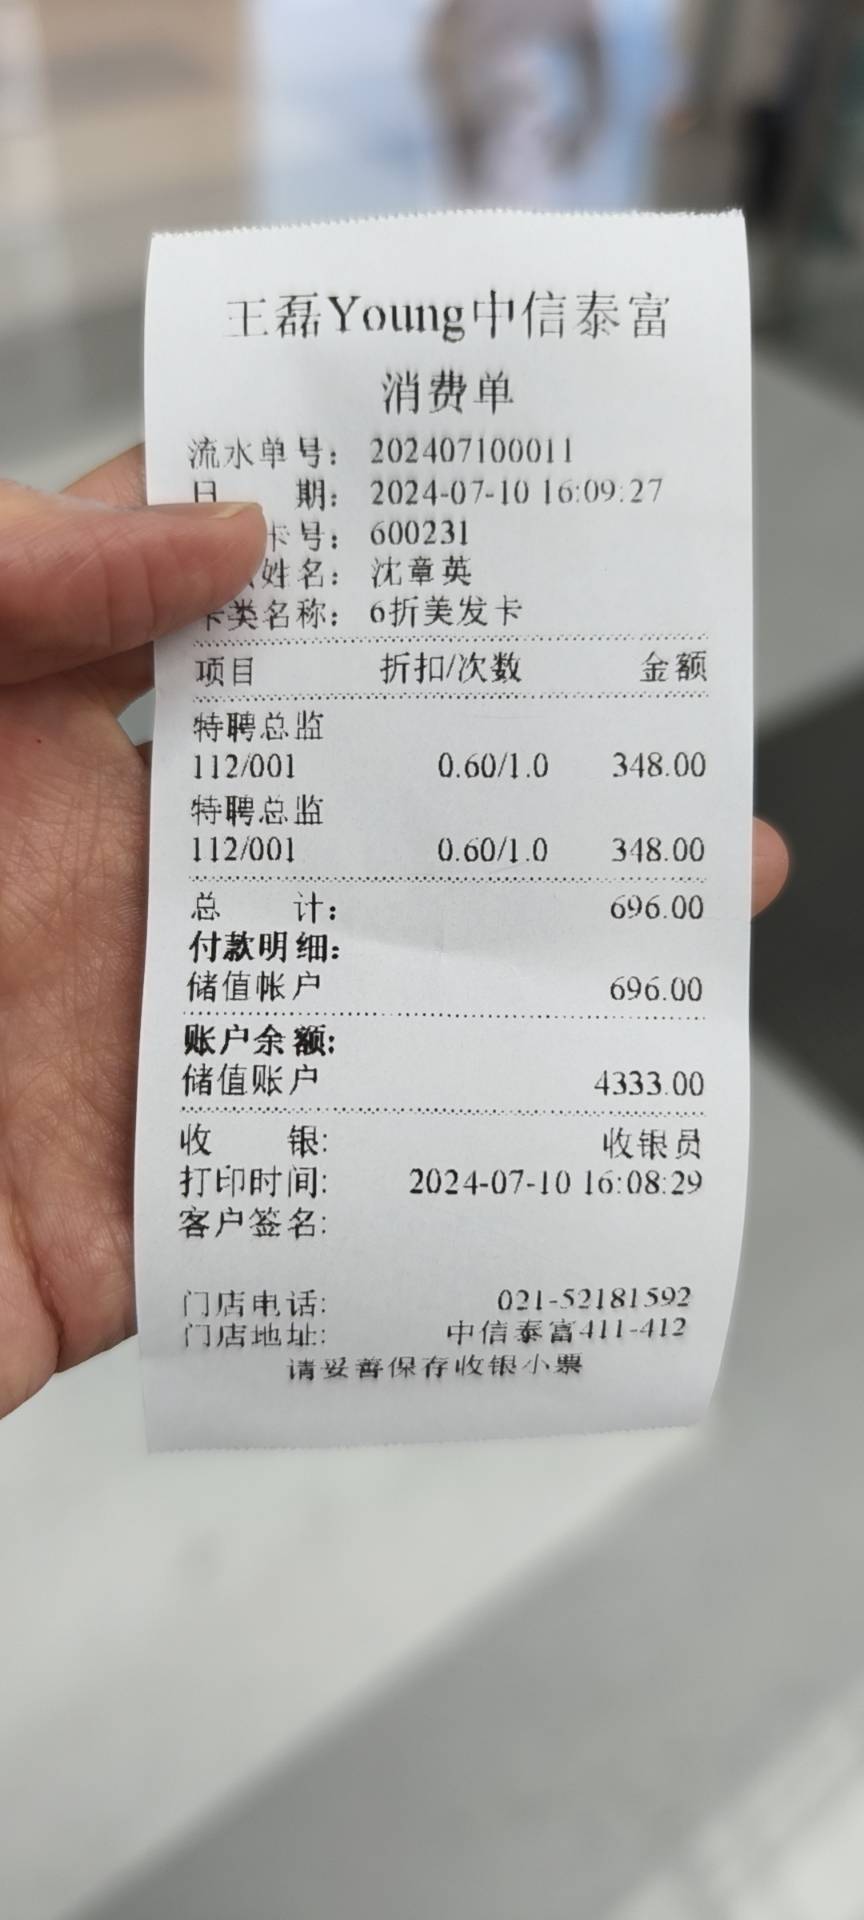 王磊Young中信泰富
消费单
流水单号： 202407100011
日 期： 2024-07-10 16:09:27
卡号： 600231
姓名： 沈章英
卡类名称： 6折美发卡
项目 折扣/次数 金额
特聘总监
112/001 0.60/1.0 348.00
特聘总监
112/001 0.60/1.0 348.00
总 计： 696.00
付款明细：
储值帐户 696.00
账户余额:
储值账户 4333.00
收 银: 收银员
打印时间: 2024-07-10 16:08:29
客户签名:
门店电话: 021-52181592
门店地址: 中信泰富411-412
请妥善保存收银小票